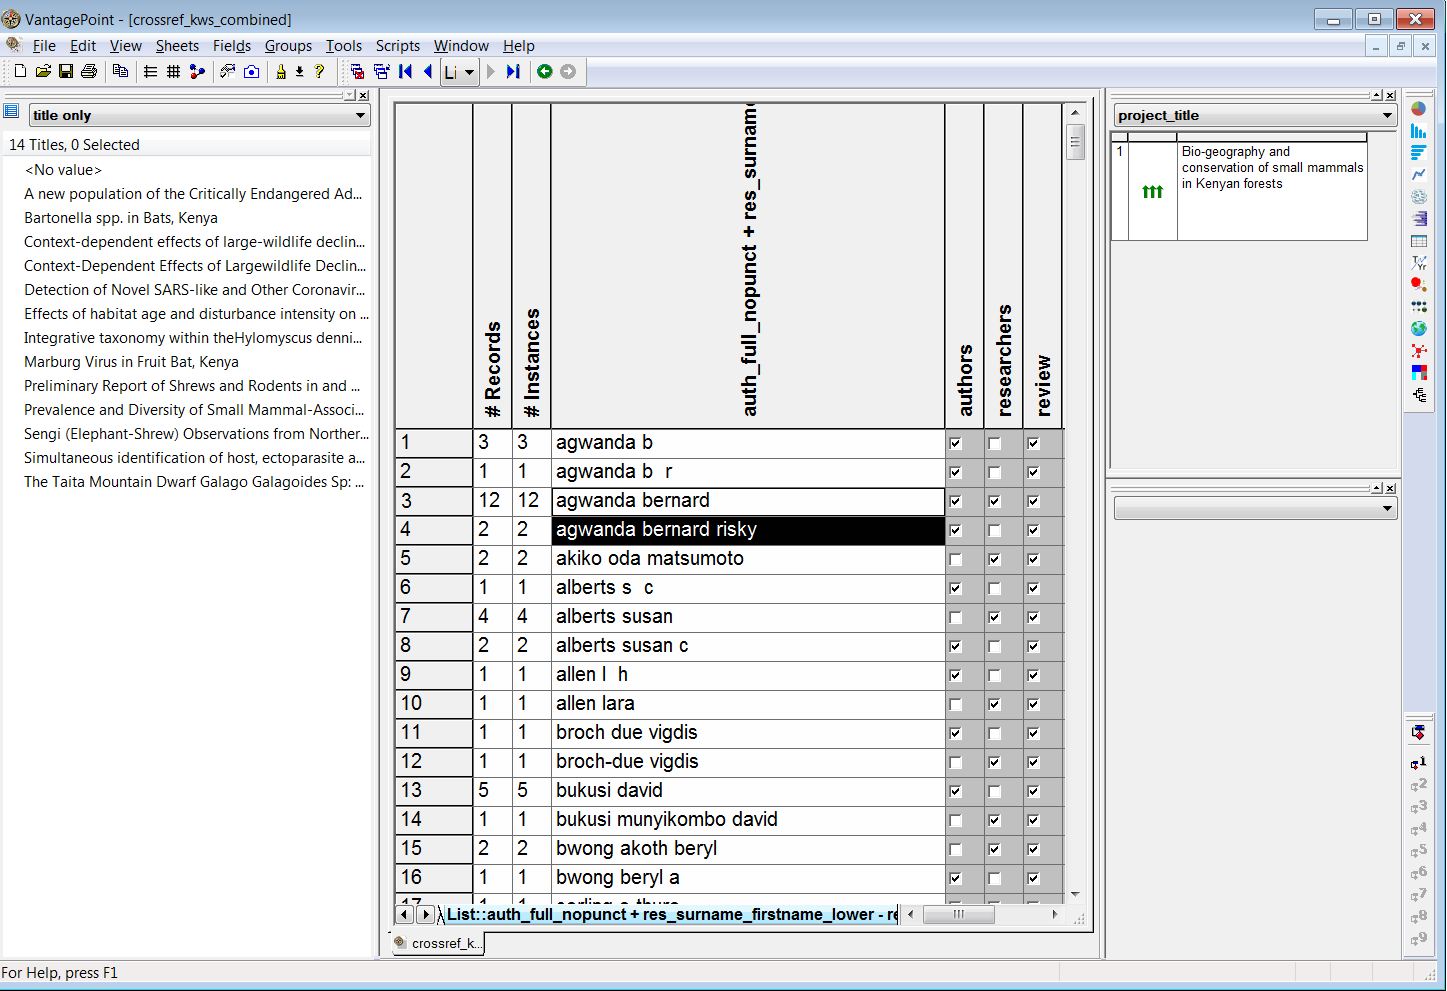 VantagePoint - [crossref_kws_combined]
File Edit View Sheets Fields Groups Tools Scripts Window Help
Li
title only
14 Titles, 0 Selected
<No value>
A new population of the Critically Endangered Ad...
Bartonella spp. in Bats, Kenya
Context-dependent effects of large-wildlife declin...
Context-Dependent Effects of Largewildlife Declin...
Detection of Novel SARS-like and Other Coronavir...
Effects of habitat age and disturbance intensity on ...
Integrative taxonomy within theHylomyscus denni...
Marburg Virus in Fruit Bat, Kenya
Preliminary Report of Shrews and Rodents in and ...
Prevalence and Diversity of Small Mammal-Associ...
Sengi (Elephant-Shrew) Observations from Norther...
Simultaneous identification of host, ectoparasite a...
The Taita Mountain Dwarf Galago Galagoides Sp: ...
# Records
# Instances
auth_full_nopunct + res_surname
authors
researchers
review
1 3 3 agwanda b
2 1 1 agwanda b r
3 12 12 agwanda bernard
4 2 2 agwanda bernard risky
5 2 2 akiko oda matsumoto
6 1 1 alberts s c
7 4 4 alberts susan
8 2 2 alberts susan c
9 1 1 allen l h
10 1 1 allen lara
11 1 1 broch due vigdis
12 1 1 broch-due vigdis
13 5 5 bukusi david
14 1 1 bukusi munyikombo david
15 2 2 bwong akoth beryl
16 1 1 bwong beryl a
List::auth_full_nopunct + res_surname_firstname_lower - re
crossref_k...
project_title
1
Bio-geography and
conservation of small mammals
in Kenyan forests
1
2
3
4
5
6
7
8
9
For Help, press F1